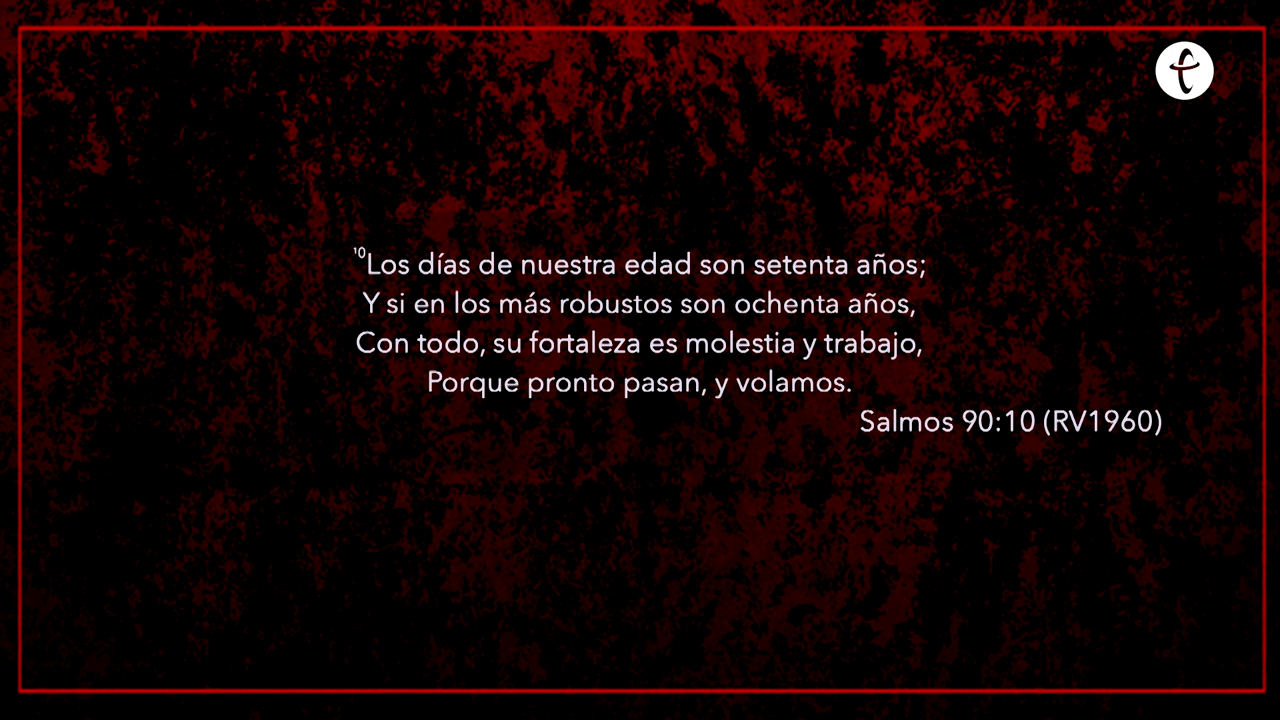 ¹⁰Los días de nuestra edad son setenta años;
Y si en los más robustos son ochenta años,
Con todo, su fortaleza es molestia y trabajo,
Porque pronto pasan, y volamos.
Salmos 90:10 (RV1960)